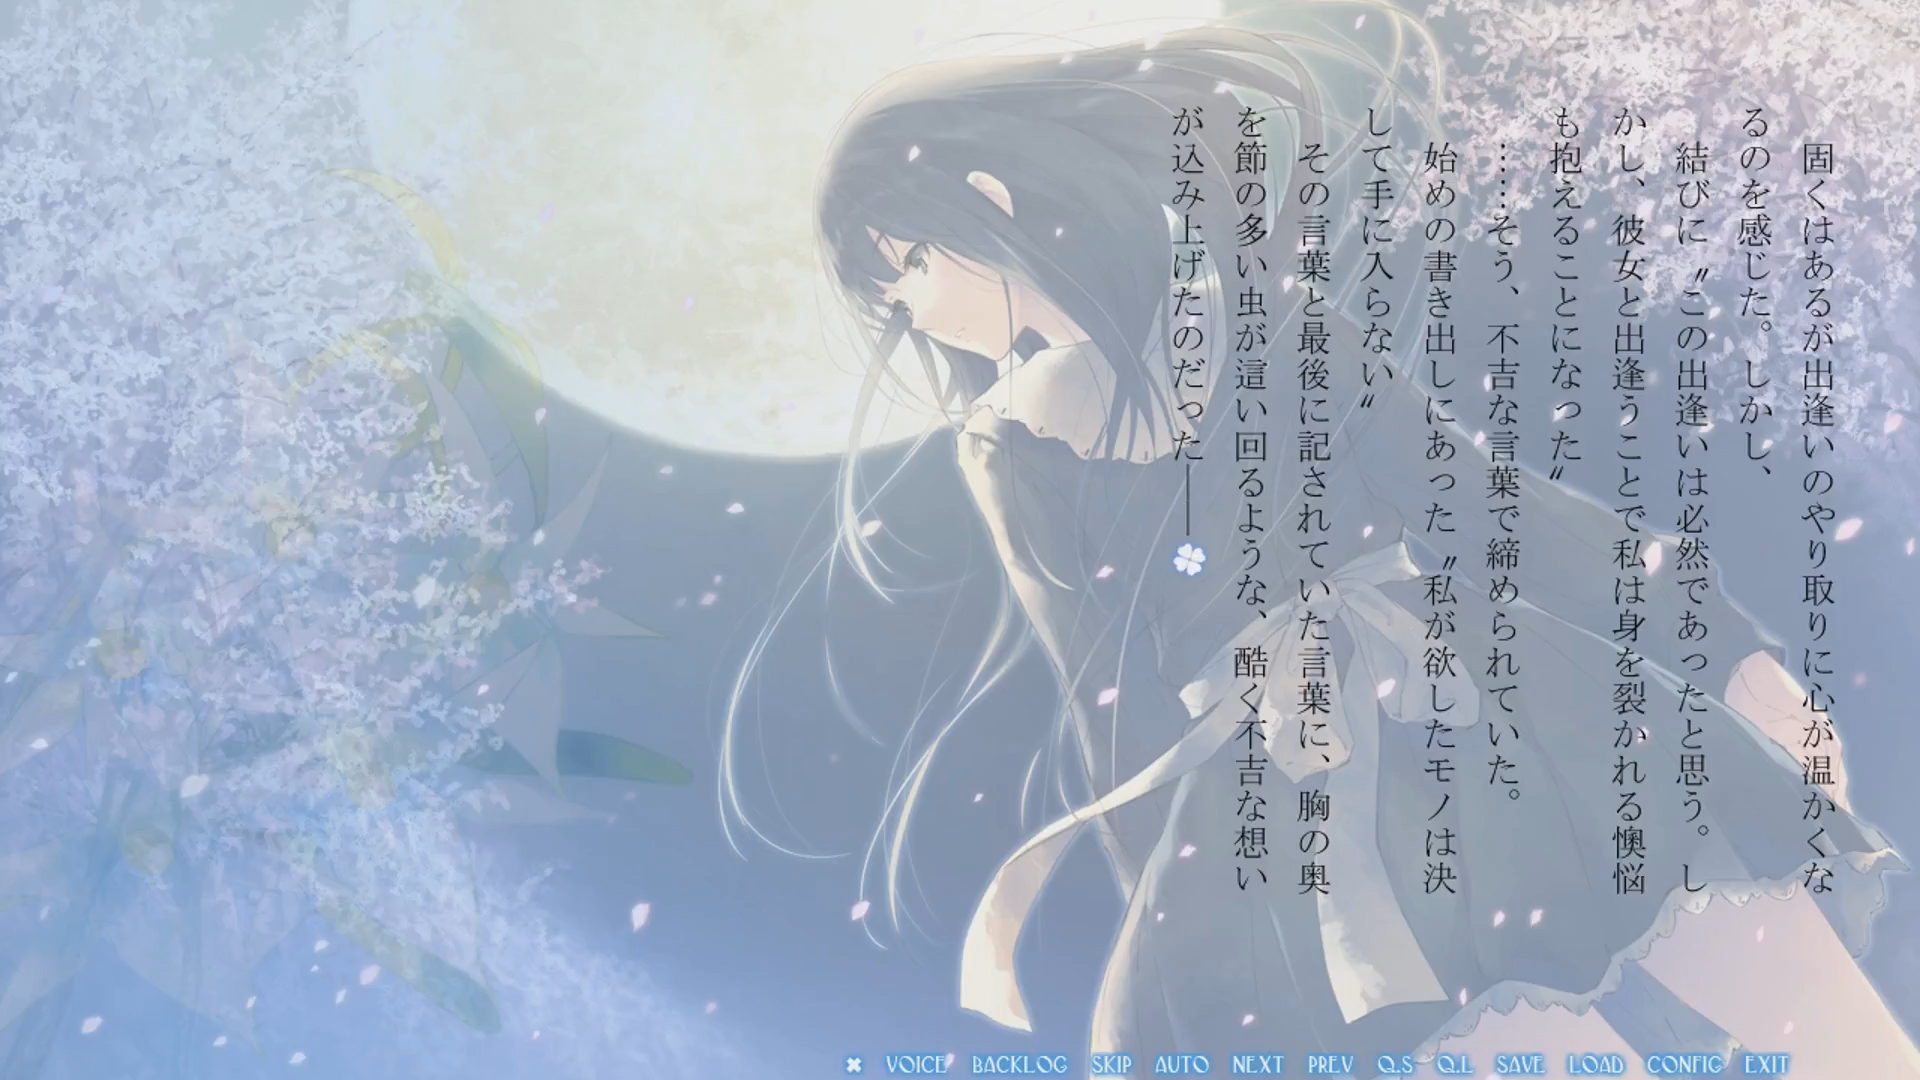 固くはあるが出逢いのやり取りに心が温かくな
るのを感じた。しかし、
結びに〝この出逢いは必然であったと思う。し
かし、彼女と出逢うことで私は身を裂かれる懊悩
も抱えることになった〟
……そう、不吉な言葉で締められていた。
始めの書き出しにあった〝私が欲したモノは決
して手に入らない〟
その言葉と最後に記されていた言葉に、胸の奥
を節の多い虫が這い回るような、酷く不吉な想い
が込み上げたのだった――
VOICE BACKLOG SKIP AUTO NEXT PREV Q.S Q.L SAVE LOAD CONFIG EXIT